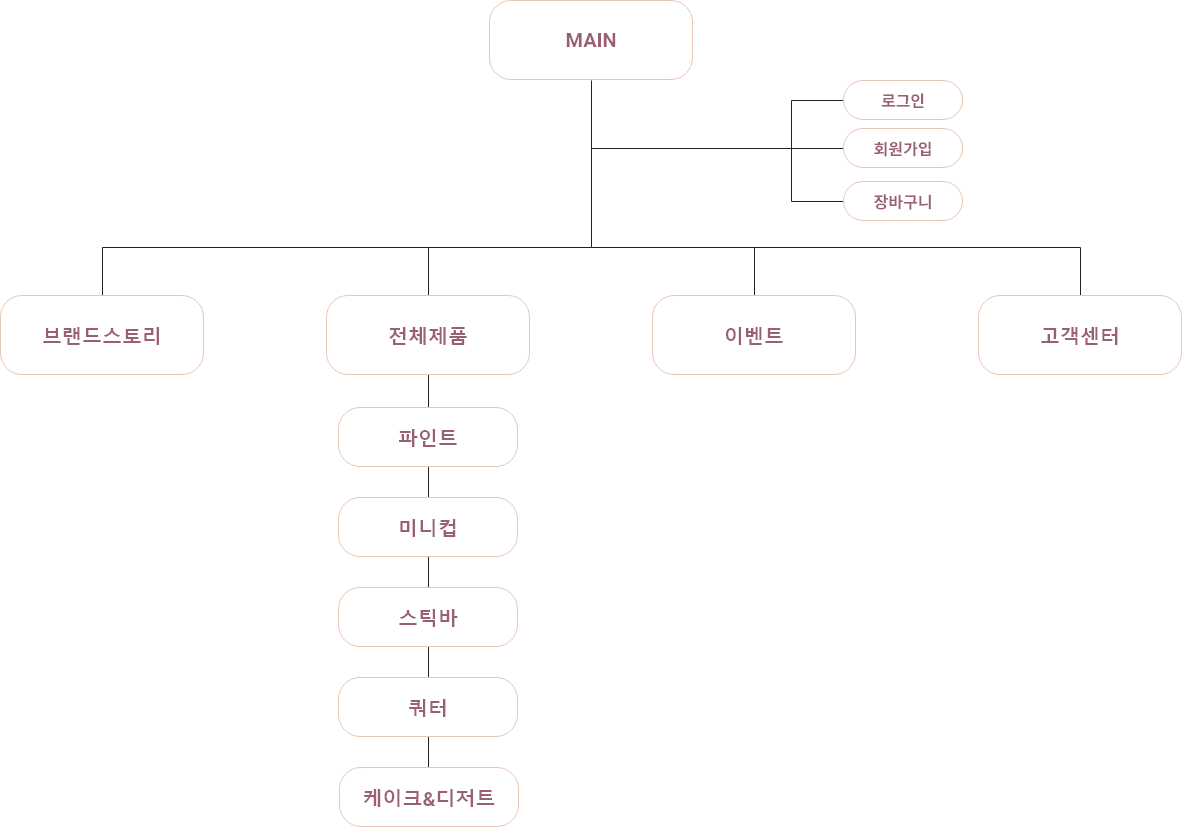 MAIN
로그인
회원가입
장바구니
브랜드스토리
전체제품
이벤트
고객센터
파인트
미니컵
스틱바
쿼터
케이크&디저트